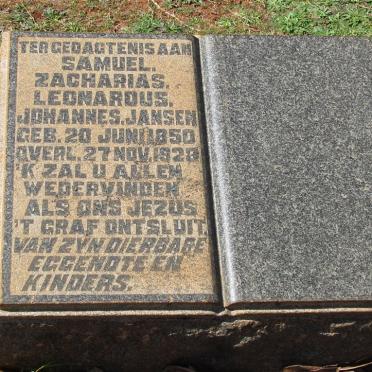 TER GEDAGTENIS AAN
SAMUEL,
ZACHARIAS,
LEONARDUS,
JOHANNES, JANSEN
GEB. 20 JUNI 1850
OVERL. 27 NOV. 1928
'K ZAL U ALLEN
WEDERVINDEN
ALS ONS JEZUS
'T GRAF ONTSLUIT.
VAN ZYN DIERBARE
EGGENOTE EN
KINDERS.